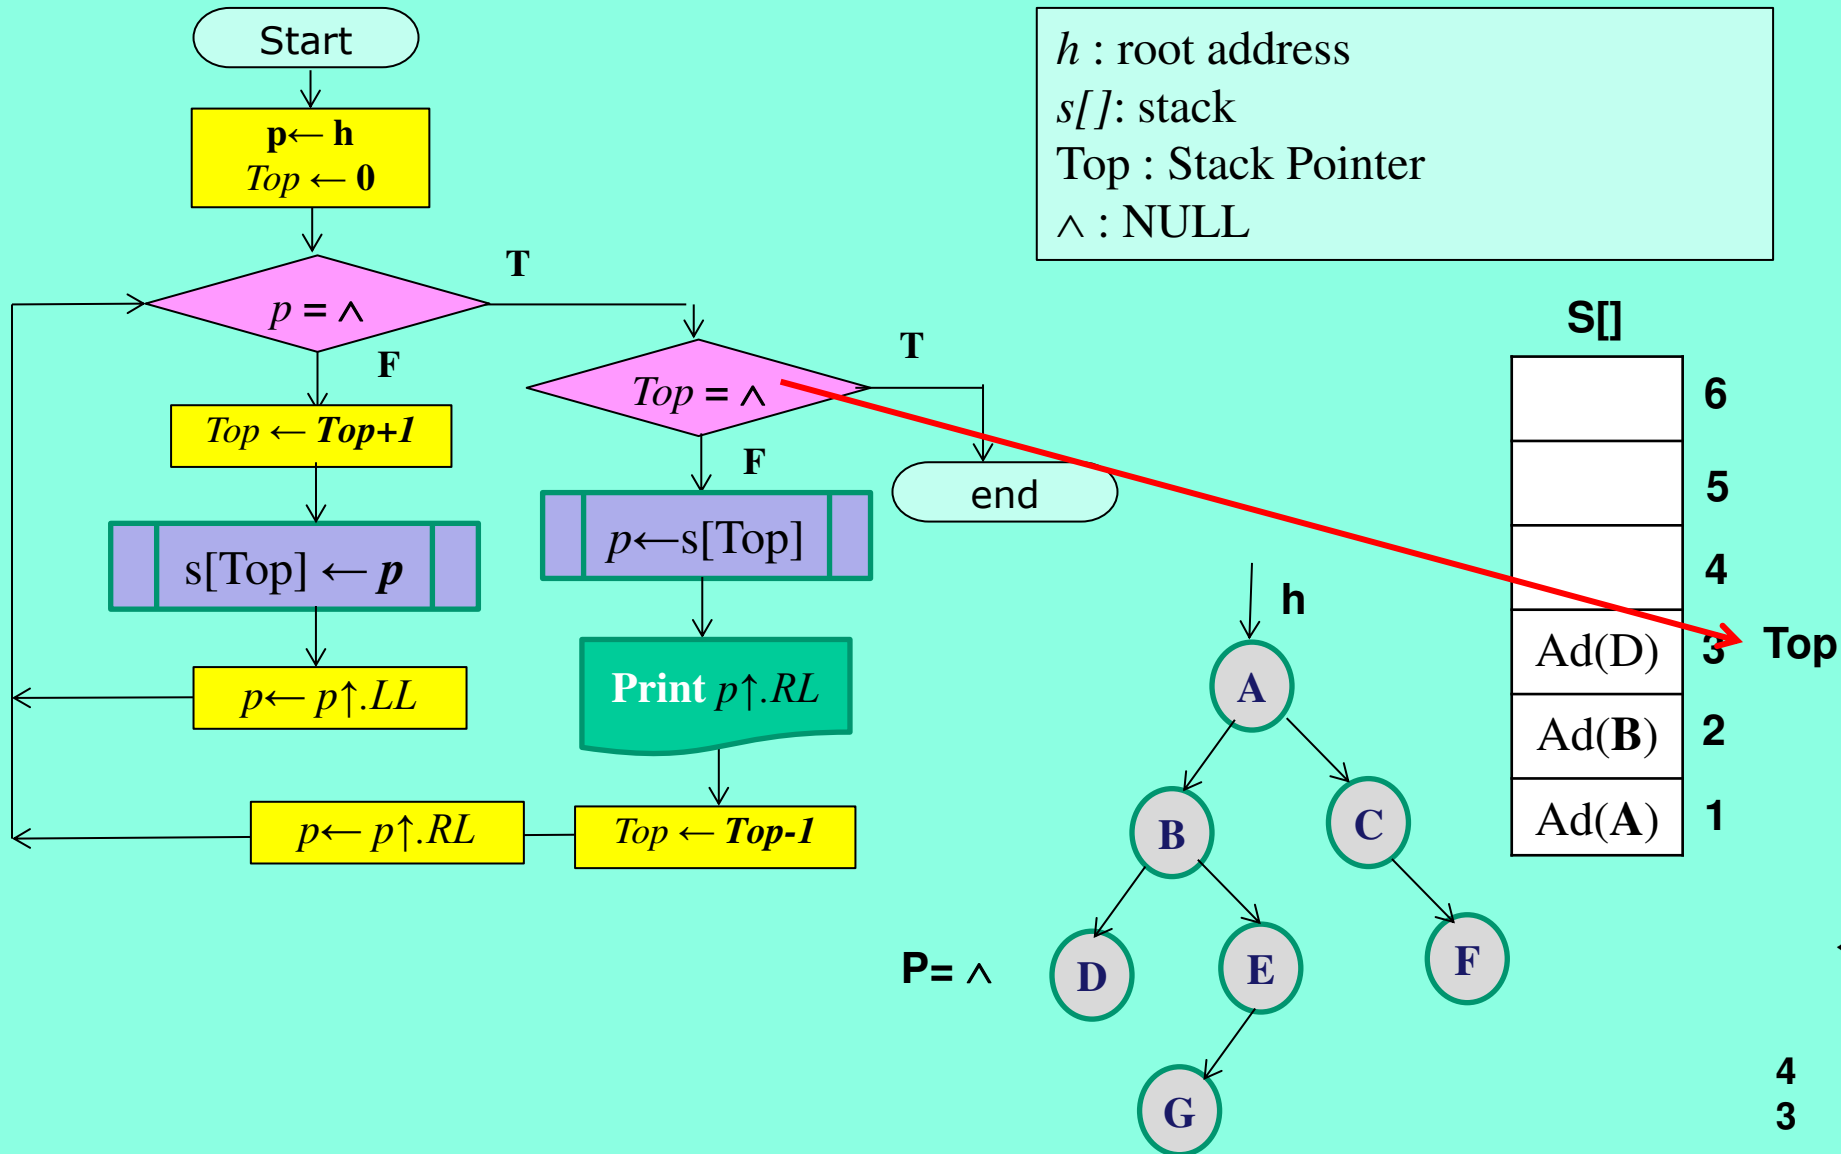 Start
p← h
Top ← 0
p = ∧
T
F
Top ← Top+1
s[Top] ← p
p← p↑.LL
Top = ∧
T
F
end
p←s[Top]
Print p↑.RL
Top ← Top-1
p← p↑.RL
h : root address
s[]: stack
Top : Stack Pointer
∧ : NULL
S[]
6
5
4
Ad(D) 3 Top
Ad(B) 2
Ad(A) 1
h
A
B
C
P= ∧
D
E
F
G
4
3